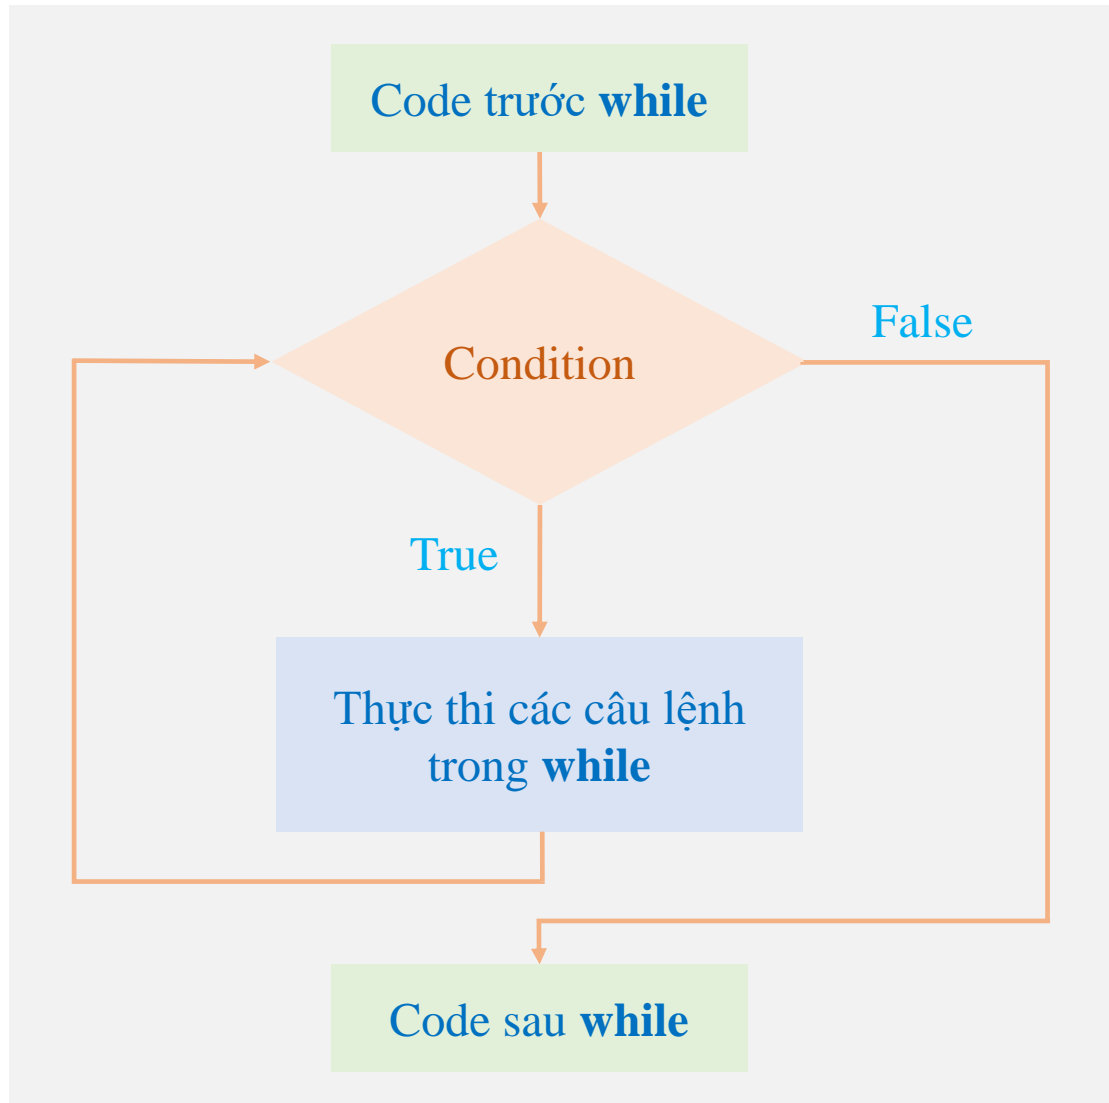 Code trước while
Condition
False
True
Thực thi các câu lệnh
trong while
Code sau while